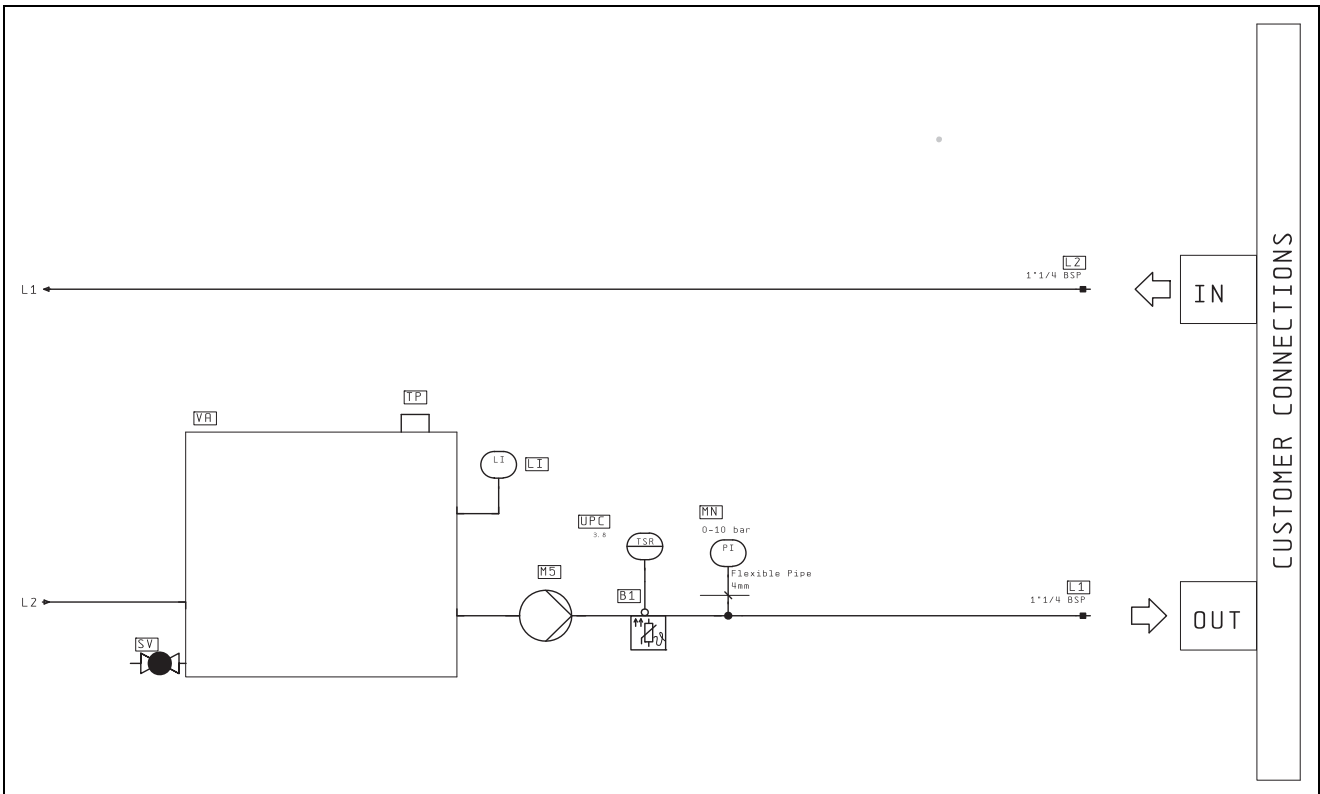 L2
1"1/4 BSP
L1
IN
CUSTOMER CONNECTIONS
TP
VA
LI
LI
UPC
3.8
TSR
MN
0-10 bar
PI
Flexible Pipe
4mm
M5
B1
L1
1"1/4 BSP
L2
OUT
SV